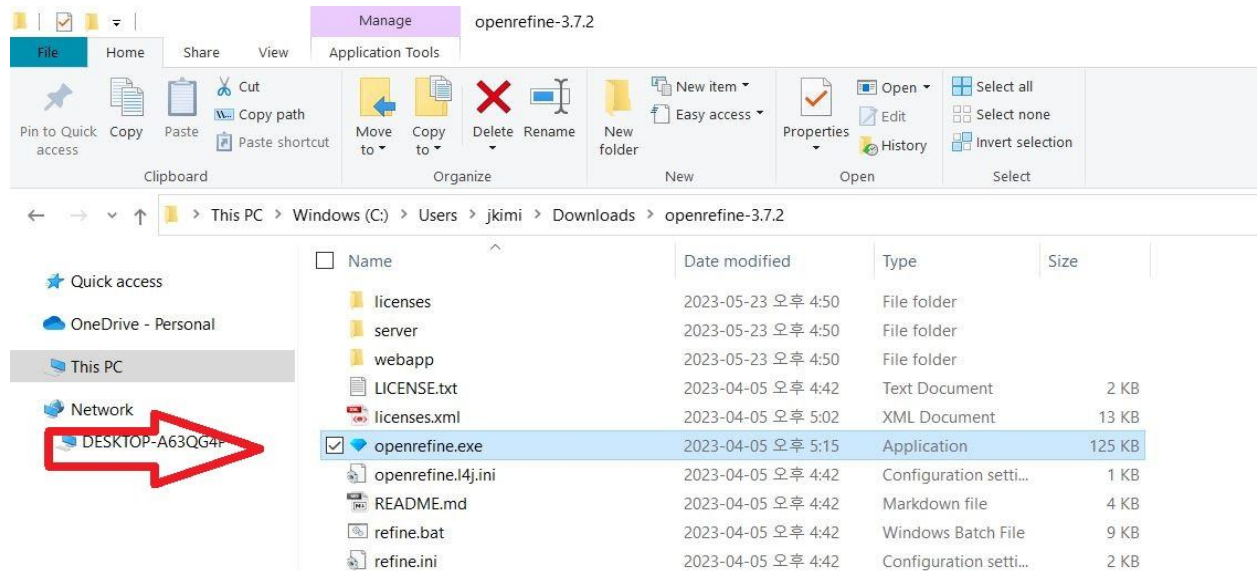 Manage openrefine-3.7.2
File Home Share View Application Tools
Pin to Quick access
Copy
Paste
Cut
Copy path
Paste shortcut
Clipboard
Move to
Copy to
Delete
Rename
Organize
New folder
New item
Easy access
New
Properties
Open
Edit
History
Open
Select all
Select none
Invert selection
Select
This PC > Windows (C:) > Users > jkimi > Downloads > openrefine-3.7.2
Quick access
OneDrive - Personal
This PC
Network
DESKTOP-A63QG4P
Name Date modified Type Size
licenses 2023-05-23 오후 4:50 File folder
server 2023-05-23 오후 4:50 File folder
webapp 2023-05-23 오후 4:50 File folder
LICENSE.txt 2023-04-05 오후 4:42 Text Document 2 KB
licenses.xml 2023-04-05 오후 5:02 XML Document 13 KB
openrefine.exe 2023-04-05 오후 5:15 Application 125 KB
openrefine.l4j.ini 2023-04-05 오후 4:42 Configuration setti... 1 KB
README.md 2023-04-05 오후 4:42 Markdown file 4 KB
refine.bat 2023-04-05 오후 4:42 Windows Batch File 9 KB
refine.ini 2023-04-05 오후 4:42 Configuration setti... 2 KB